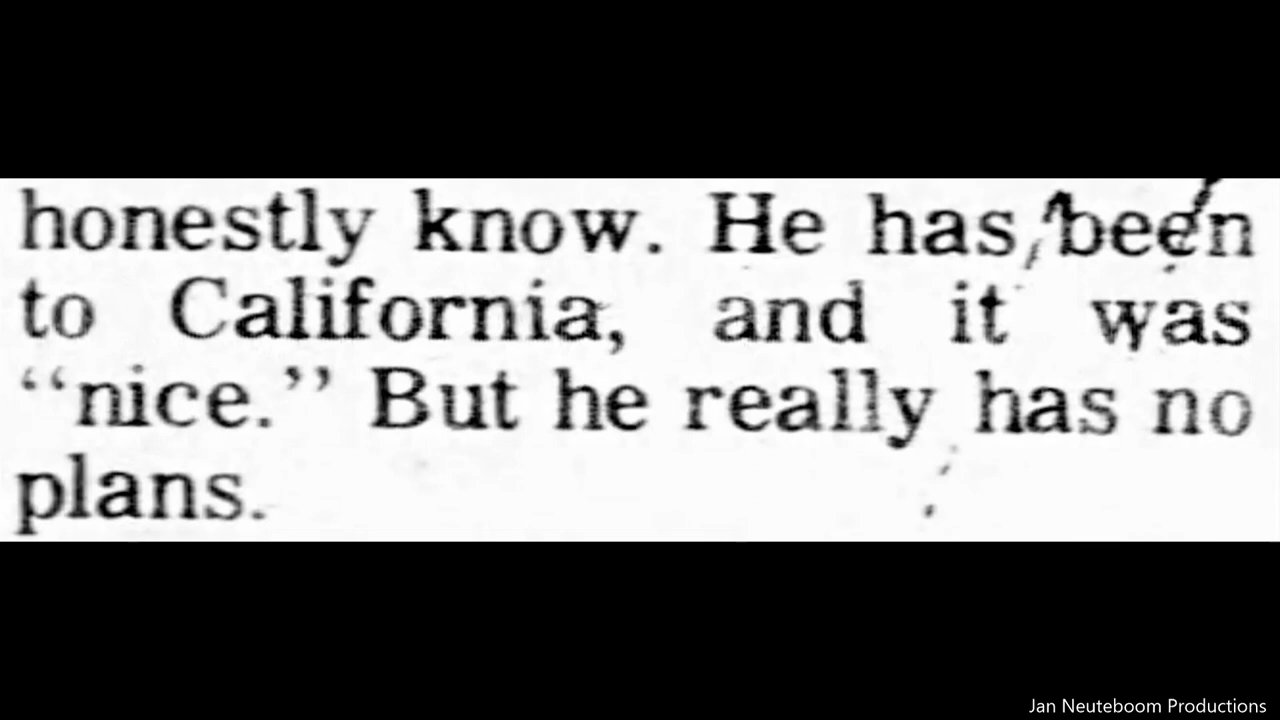 honestly know. He has been
to California, and it was
“nice.” But he really has no
plans.
Jan Neuteboom Productions